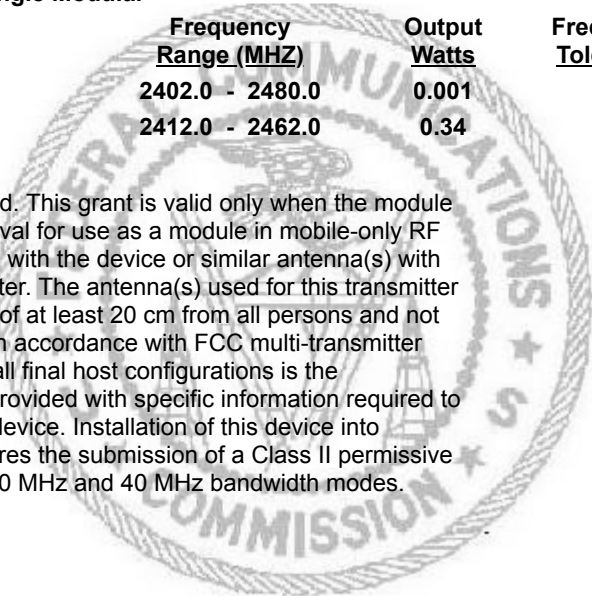 Frequency Output
Range (MHZ) Watts
2402.0 - 2480.0 0.001
2412.0 - 2462.0 0.34
d. This grant is valid only when the module
val for use as a module in mobile-only RF
with the device or similar antenna(s) with
ter. The antenna(s) used for this transmitter
of at least 20 cm from all persons and not
n accordance with FCC multi-transmitter
all final host configurations is the
rovided with specific information required to
device. Installation of this device into
res the submission of a Class II permissive
0 MHz and 40 MHz bandwidth modes.
FEDERAL COMMUNICATIONS
COMMISSION